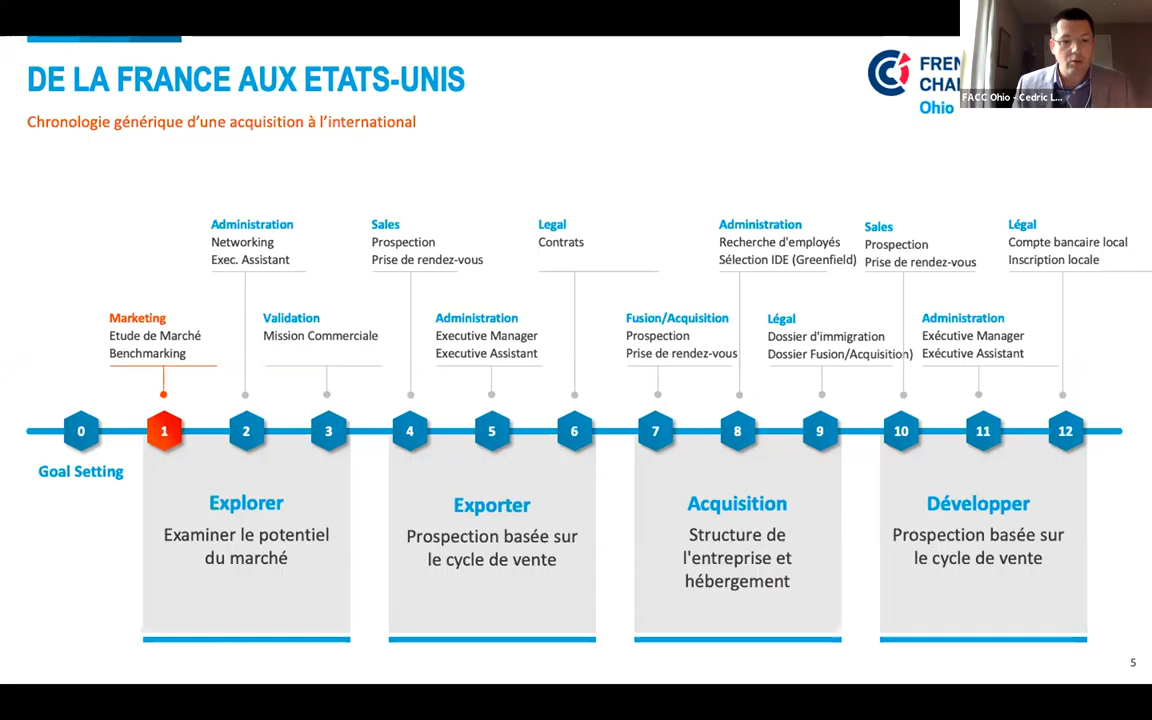 DE LA FRANCE AUX ETATS-UNIS
Chronologie générique d'une acquisition à l'international
Ohio
FACC Ohio - Cedric L...
Administration
Networking
Exec. Assistant
Sales
Prospection
Prise de rendez-vous
Legal
Contrats
Administration
Recherche d'employés
Sélection IDE (Greenfield)
Sales
Prospection
Prise de rendez-vous
Légal
Compte bancaire local
Inscription locale
Marketing
Etude de Marché
Benchmarking
Validation
Mission Commerciale
Administration
Executive Manager
Executive Assistant
Fusion/Acquisition
Prospection
Prise de rendez-vous
Légal
Dossier d'immigration
Dossier Fusion/Acquisition)
Administration
Exécutive Manager
Exécutive Assistant
0 1 2 3 4 5 6 7 8 9 10 11 12
Goal Setting
Explorer
Examiner le potentiel
du marché
Exporter
Prospection basée sur
le cycle de vente
Acquisition
Structure de
l'entreprise et
hébergement
Développer
Prospection basée sur
le cycle de vente
5